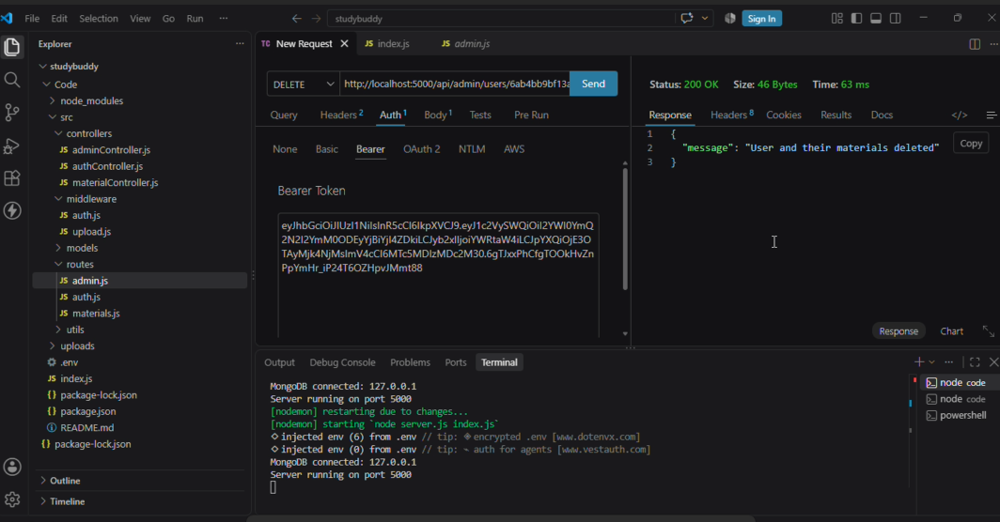 File Edit Selection View Go Run ··· studybuddy Sign In
Explorer ···
studybuddy
Code
node_modules
src
controllers
JS adminController.js
JS authController.js
JS materialController.js
middleware
JS auth.js
JS upload.js
models
routes
JS admin.js
JS auth.js
JS materials.js
utils
uploads
.env
JS index.js
{} package-lock.json
{} package.json
README.md
{} package-lock.json
Outline
Timeline
TC New Request JS index.js JS admin.js
DELETE http://localhost:5000/api/admin/users/6ab4bb9bf13a Send
Query Headers 2 Auth 1 Body 1 Tests Pre Run
None Basic Bearer OAuth 2 NTLM AWS
Bearer Token
Status: 200 OK Size: 46 Bytes Time: 63 ms
Response Headers 8 Cookies Results Docs </>
1 {
2 "message": "User and their materials deleted"
3 }
Copy
Response Chart
Output Debug Console Problems Ports Terminal
MongoDB connected: 127.0.0.1
Server running on port 5000
[nodemon] restarting due to changes...
[nodemon] starting `node server.js index.js`
injected env (6) from .env // tip: encrypted .env [www.dotenvx.com]
injected env (0) from .env // tip: auth for agents [www.vestauth.com]
MongoDB connected: 127.0.0.1
Server running on port 5000
node code
node code
powershell